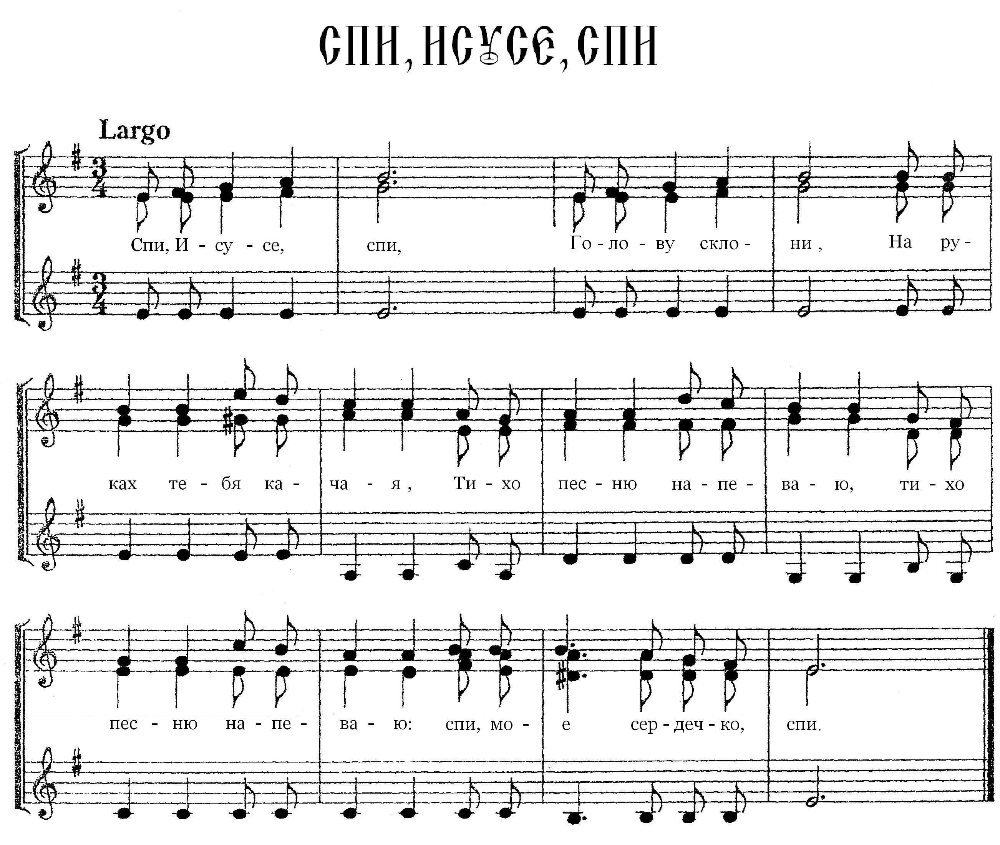 СПИ, ИСУСЕ, СПИ
Largo
3 4
Спи, И - су - се, спи, Го - ло - ву скло - ни , На ру -
3 4
ках те - бя ка - ча - я , Ти - хо пес - ню на - пе - ва - ю, ти - хо
пес - ню на - пе - ва - ю: спи, мо - е сер - деч - ко, спи.